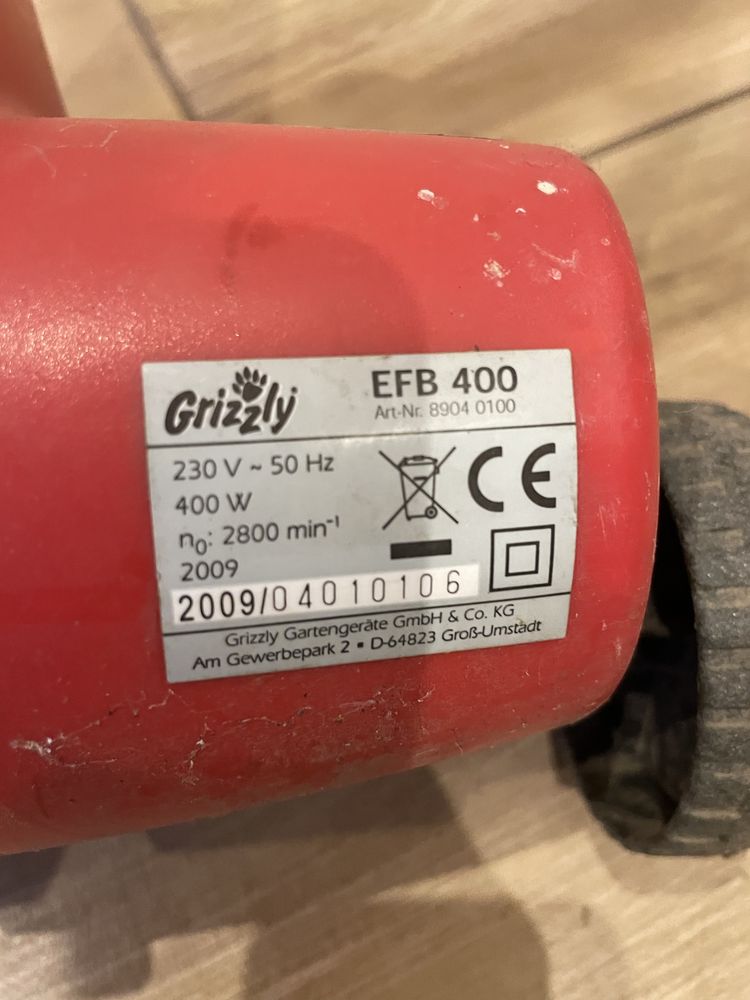 Grizzly
EFB 400
Art-Nr. 8904 0100
230 V ~ 50 Hz
400 W
n₀: 2800 min⁻¹
2009
2009/04010106
CE
Grizzly Gartengeräte GmbH & Co. KG
Am Gewerbepark 2 ▪ D-64823 Groß-Umstadt